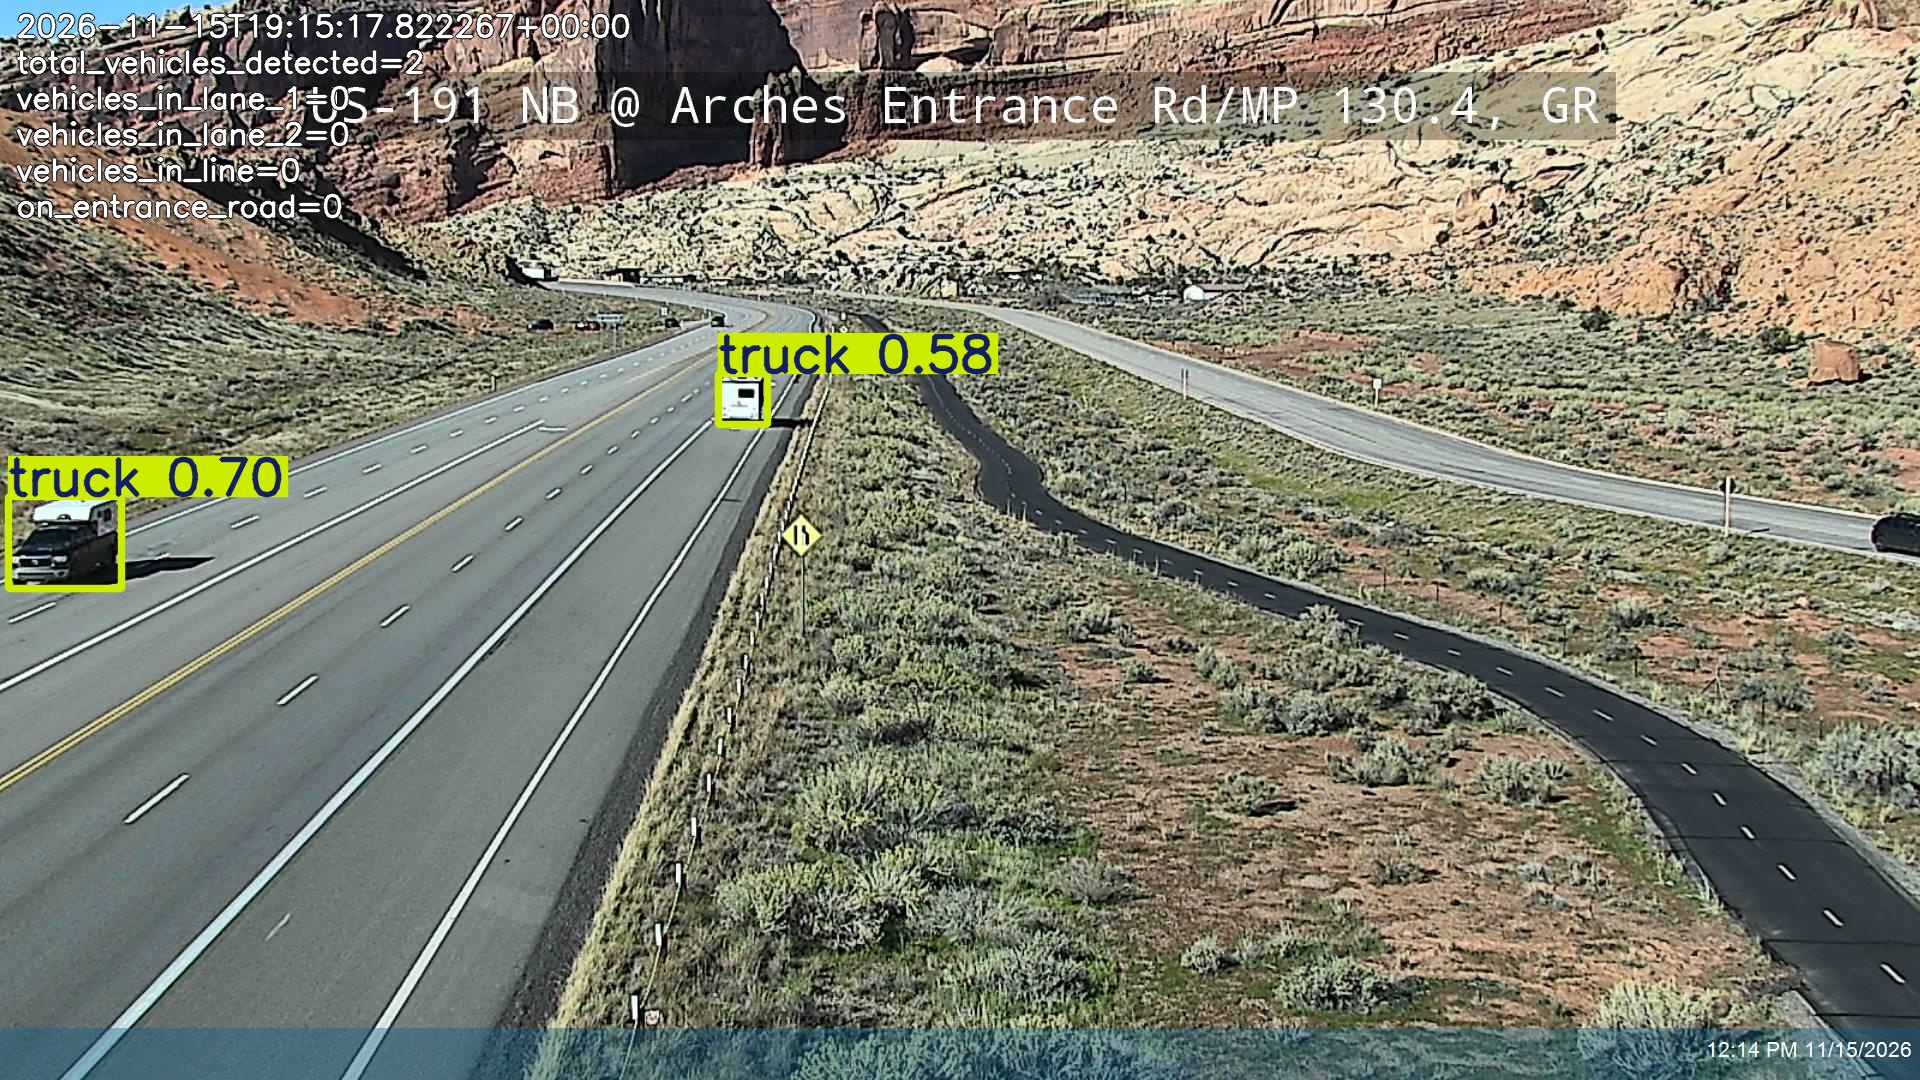 2026-11-15T19:15:17.822267+00:00
total_vehicles_detected=2
vehicles_in_lane_1=0
US-191 NB @ Arches Entrance Rd/MP 130.4, GR
vehicles_in_lane_2=0
vehicles_in_line=0
on_entrance_road=0
truck 0.58
truck 0.70
12:14 PM 11/15/2026